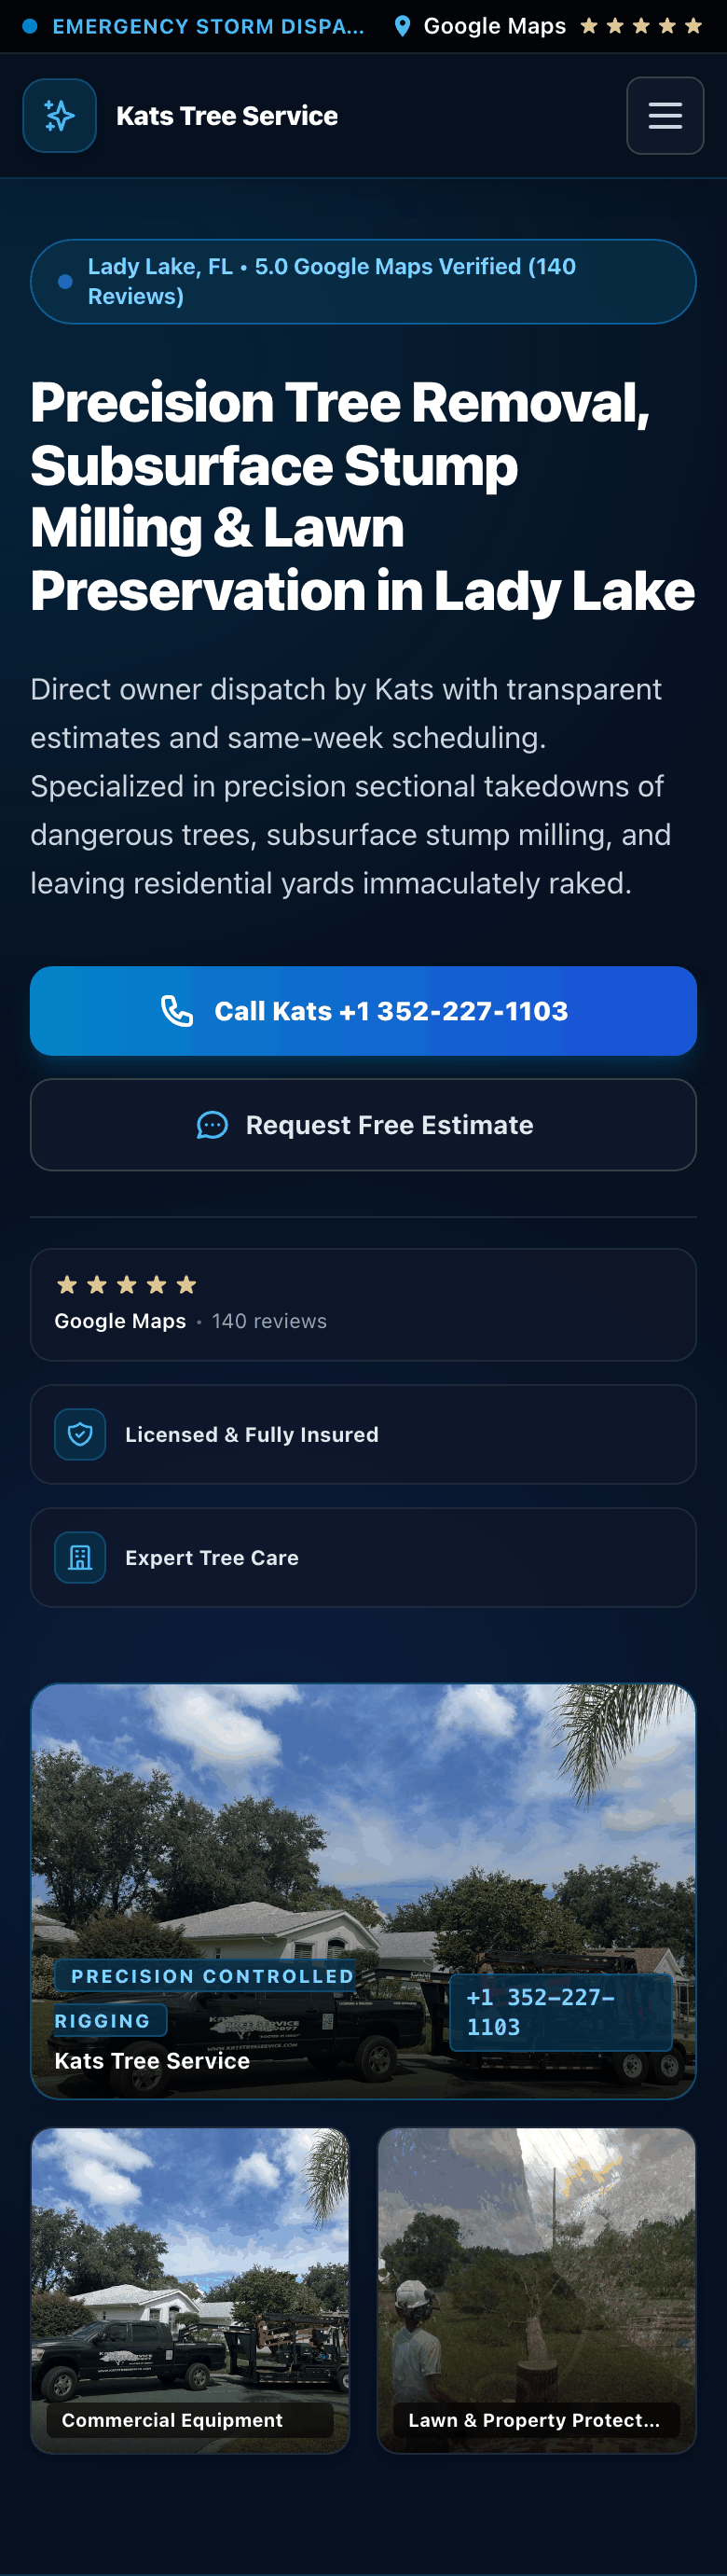 EMERGENCY STORM DISPA... Google Maps
Kats Tree Service
Lady Lake, FL • 5.0 Google Maps Verified (140
Reviews)
Precision Tree Removal,
Subsurface Stump
Milling & Lawn
Preservation in Lady Lake
Direct owner dispatch by Kats with transparent
estimates and same-week scheduling.
Specialized in precision sectional takedowns of
dangerous trees, subsurface stump milling, and
leaving residential yards immaculately raked.
Call Kats +1 352-227-1103
Request Free Estimate
Google Maps • 140 reviews
Licensed & Fully Insured
Expert Tree Care
PRECISION CONTROLLED
RIGGING
Kats Tree Service
+1 352-227-
1103
Commercial Equipment
Lawn & Property Protect...